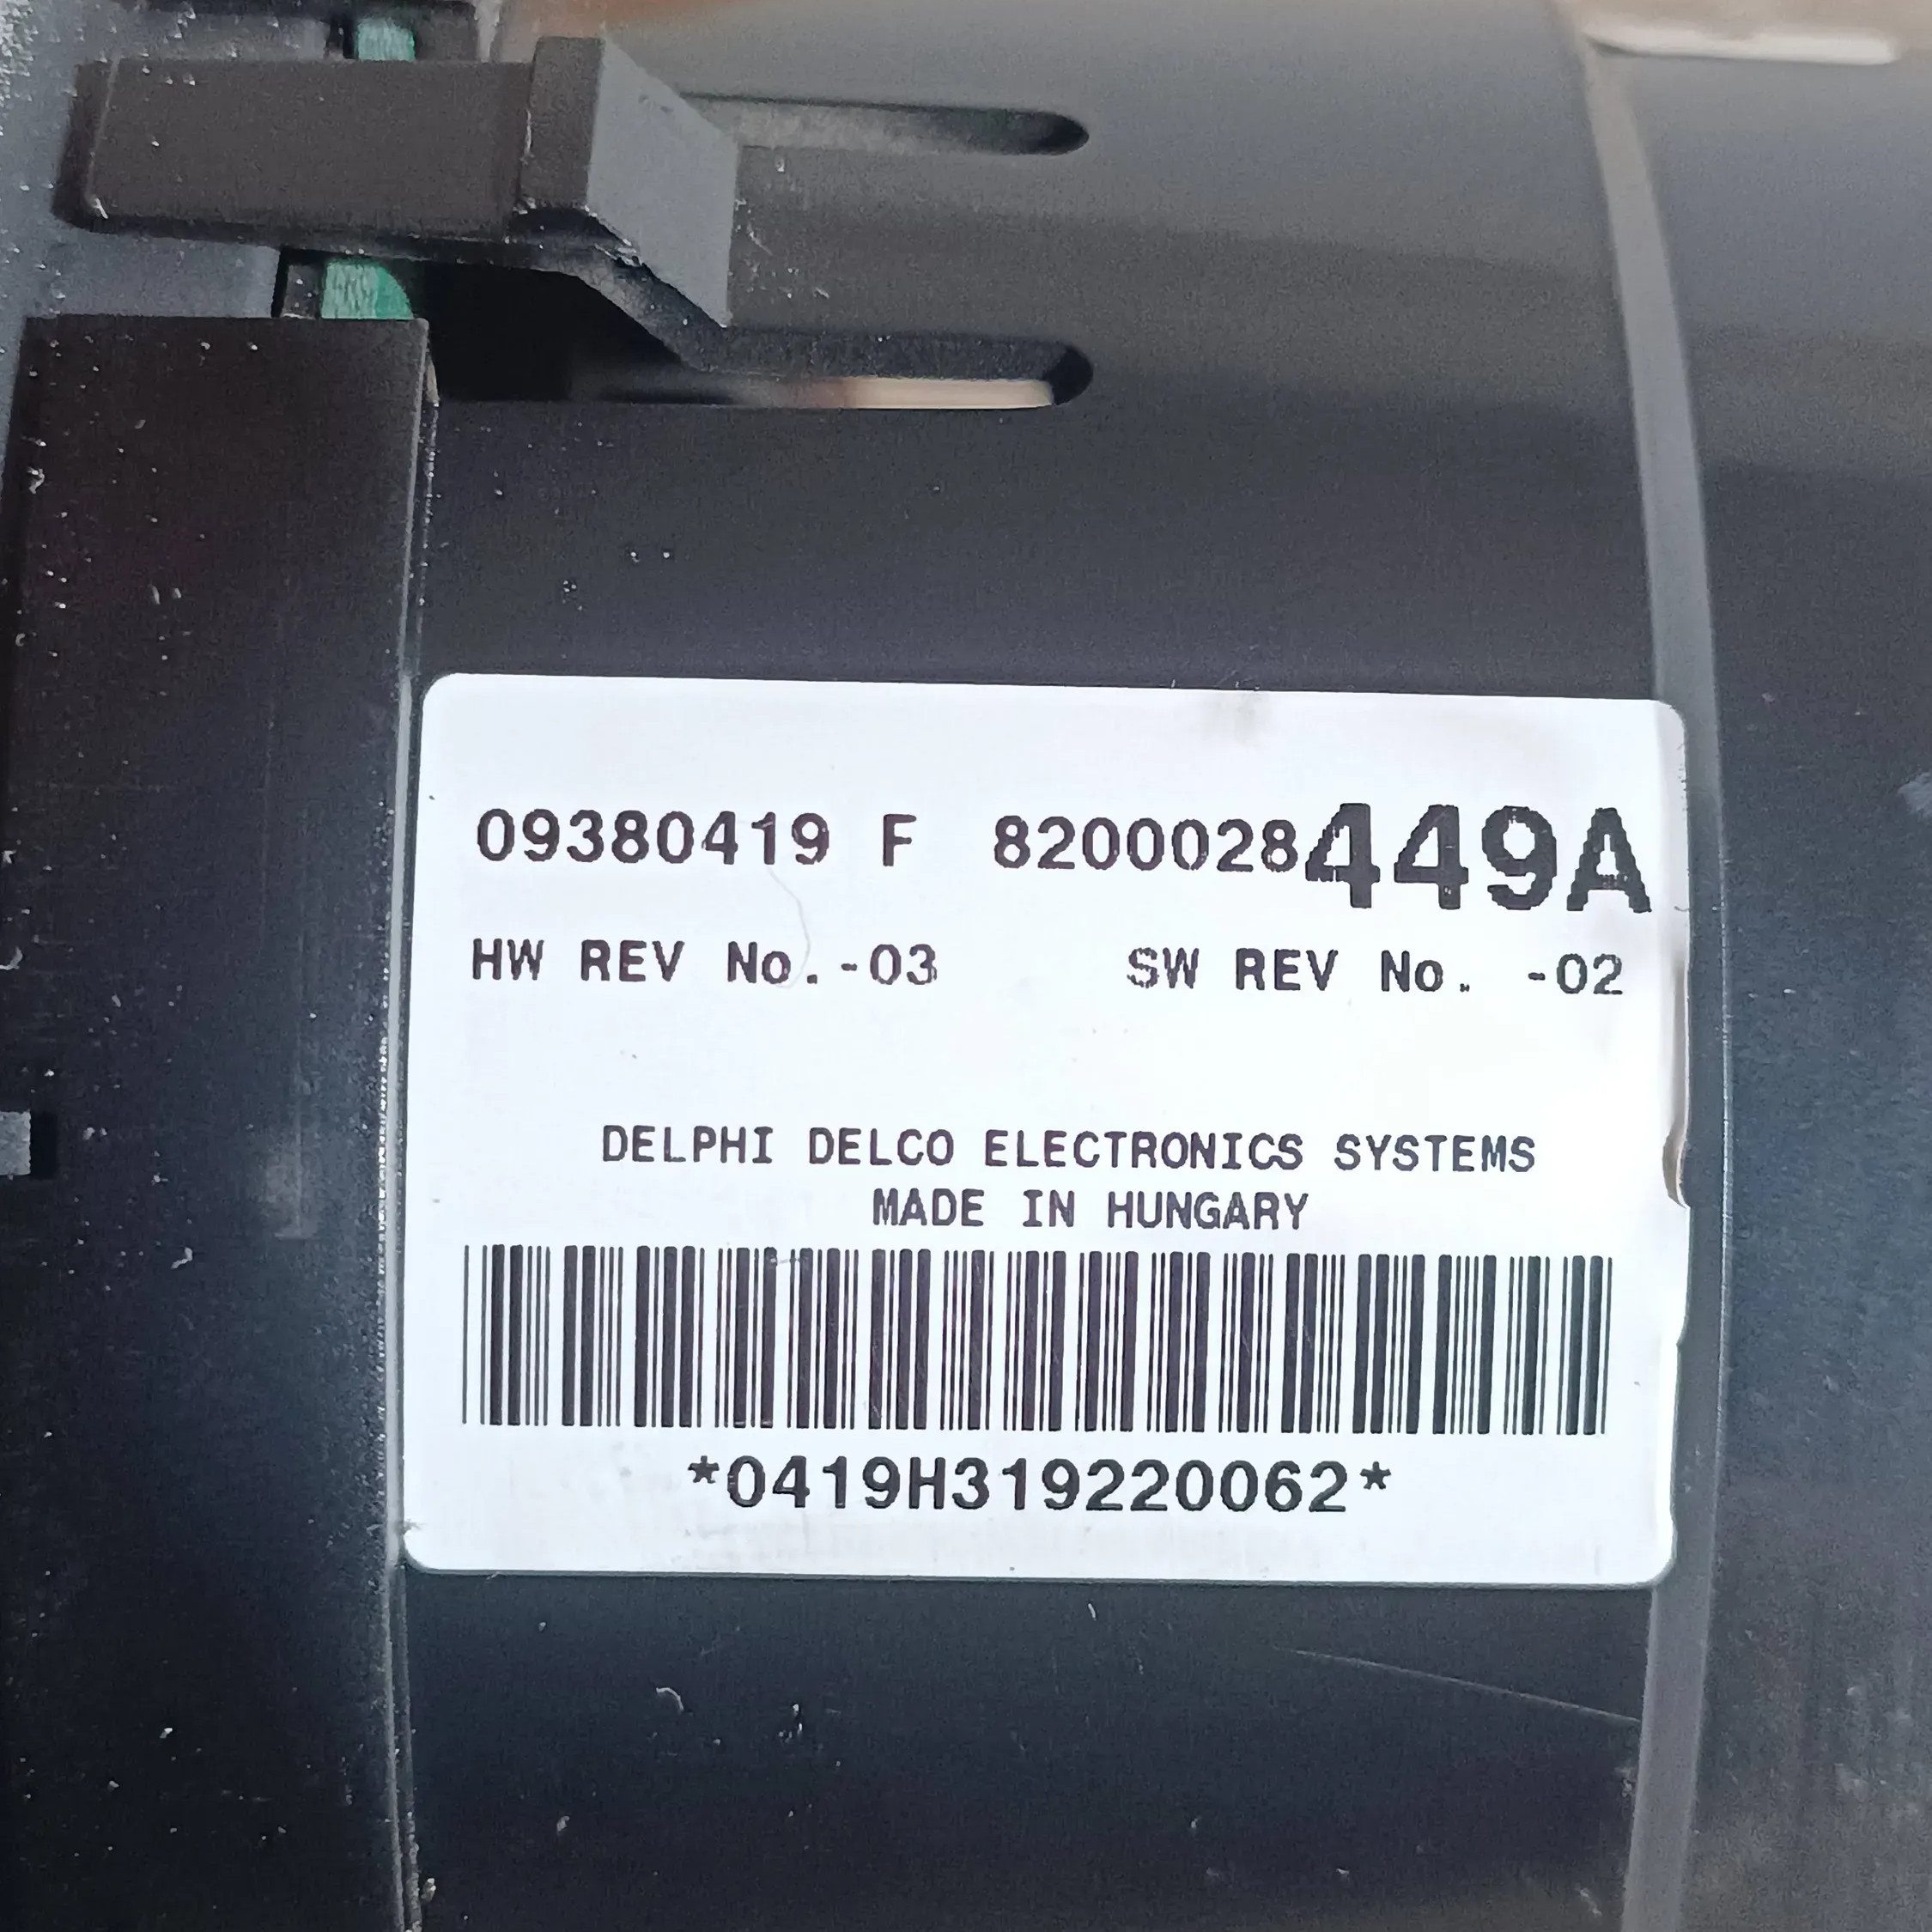 09380419 F 8200028449A
HW REV No.-03 SW REV No. -02
DELPHI DELCO ELECTRONICS SYSTEMS
MADE IN HUNGARY
*0419H319220062*